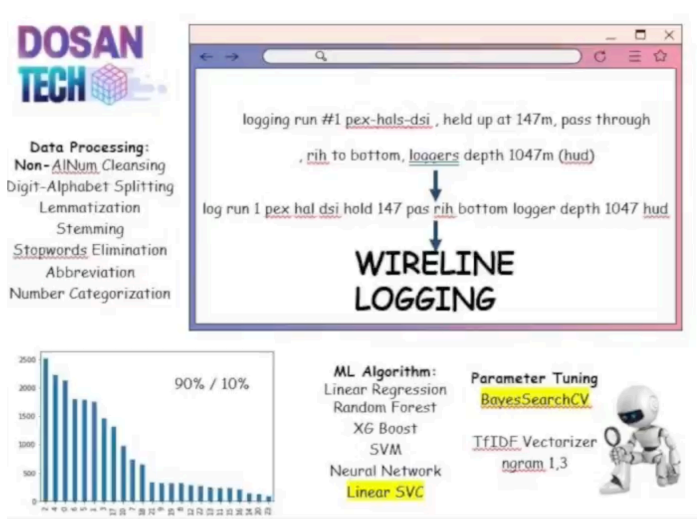 DOSAN
TECH
Data Processing:
Non-AlNum Cleansing
Digit-Alphabet Splitting
Lemmatization
Stemming
Stopwords Elimination
Abbreviation
Number Categorization
logging run #1 pex-hals-dsi , held up at 147m, pass through
, rih to bottom, loggers depth 1047m (hud)
log run 1 pex hal dsi hold 147 pas rih bottom logger depth 1047 hud
WIRELINE
LOGGING
2500
2000
1500
1000
500
0
90% / 10%
ML Algorithm:
Linear Regression
Random Forest
XG Boost
SVM
Neural Network
Linear SVC
Parameter Tuning
BayesSearchCV
TfIDF Vectorizer
ngram 1,3